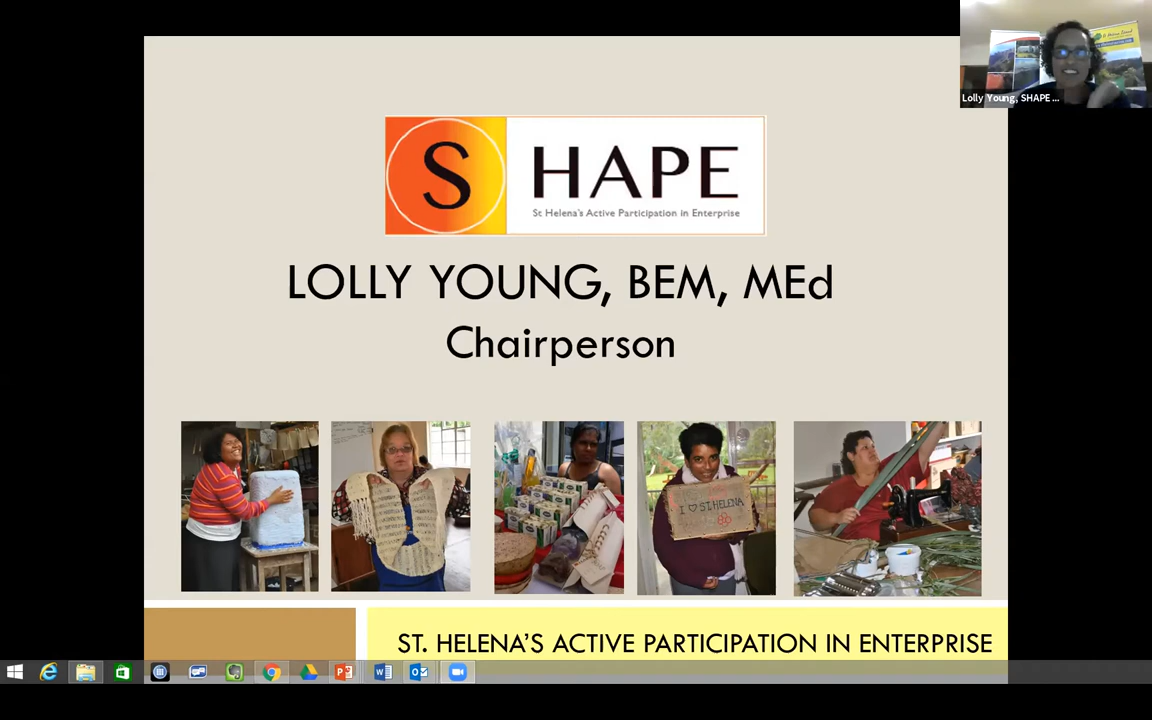 Lolly Young, SHAPE ...
S HAPE
St Helena's Active Participation in Enterprise
LOLLY YOUNG, BEM, MEd
Chairperson
I ♡ ST.HELENA
ST. HELENA'S ACTIVE PARTICIPATION IN ENTERPRISE